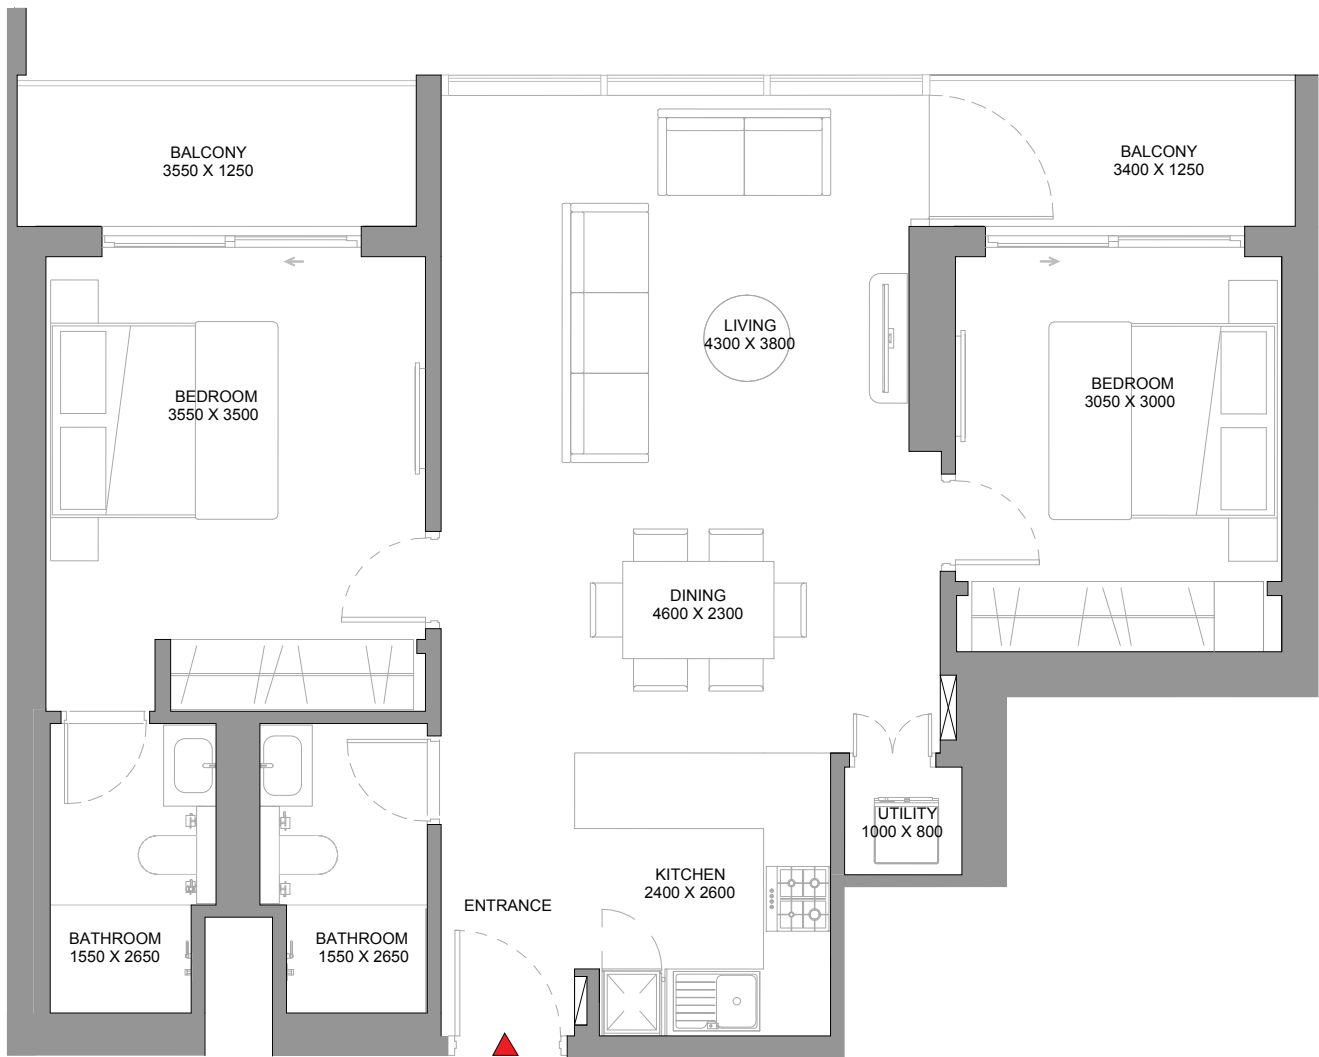 BALCONY
3550 X 1250
BALCONY
3400 X 1250
LIVING
4300 X 3800
BEDROOM
3550 X 3500
BEDROOM
3050 X 3000
DINING
4600 X 2300
UTILITY
1000 X 800
KITCHEN
2400 X 2600
ENTRANCE
BATHROOM
1550 X 2650
BATHROOM
1550 X 2650